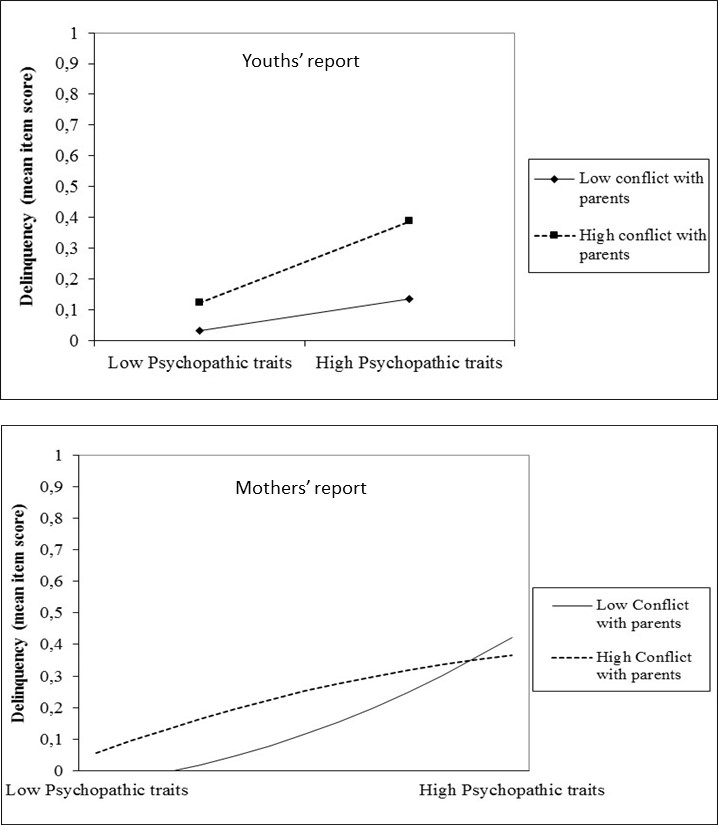 Youths' report
Delinquency (mean item score)
1
0,9
0,8
0,7
0,6
0,5
0,4
0,3
0,2
0,1
0
Low Psychopathic traits
High Psychopathic traits
Low conflict with
parents
High conflict with
parents
Mothers' report
Delinquency (mean item score)
1
0,9
0,8
0,7
0,6
0,5
0,4
0,3
0,2
0,1
0
Low Psychopathic traits
High Psychopathic traits
Low Conflict
with parents
High Conflict
with parents